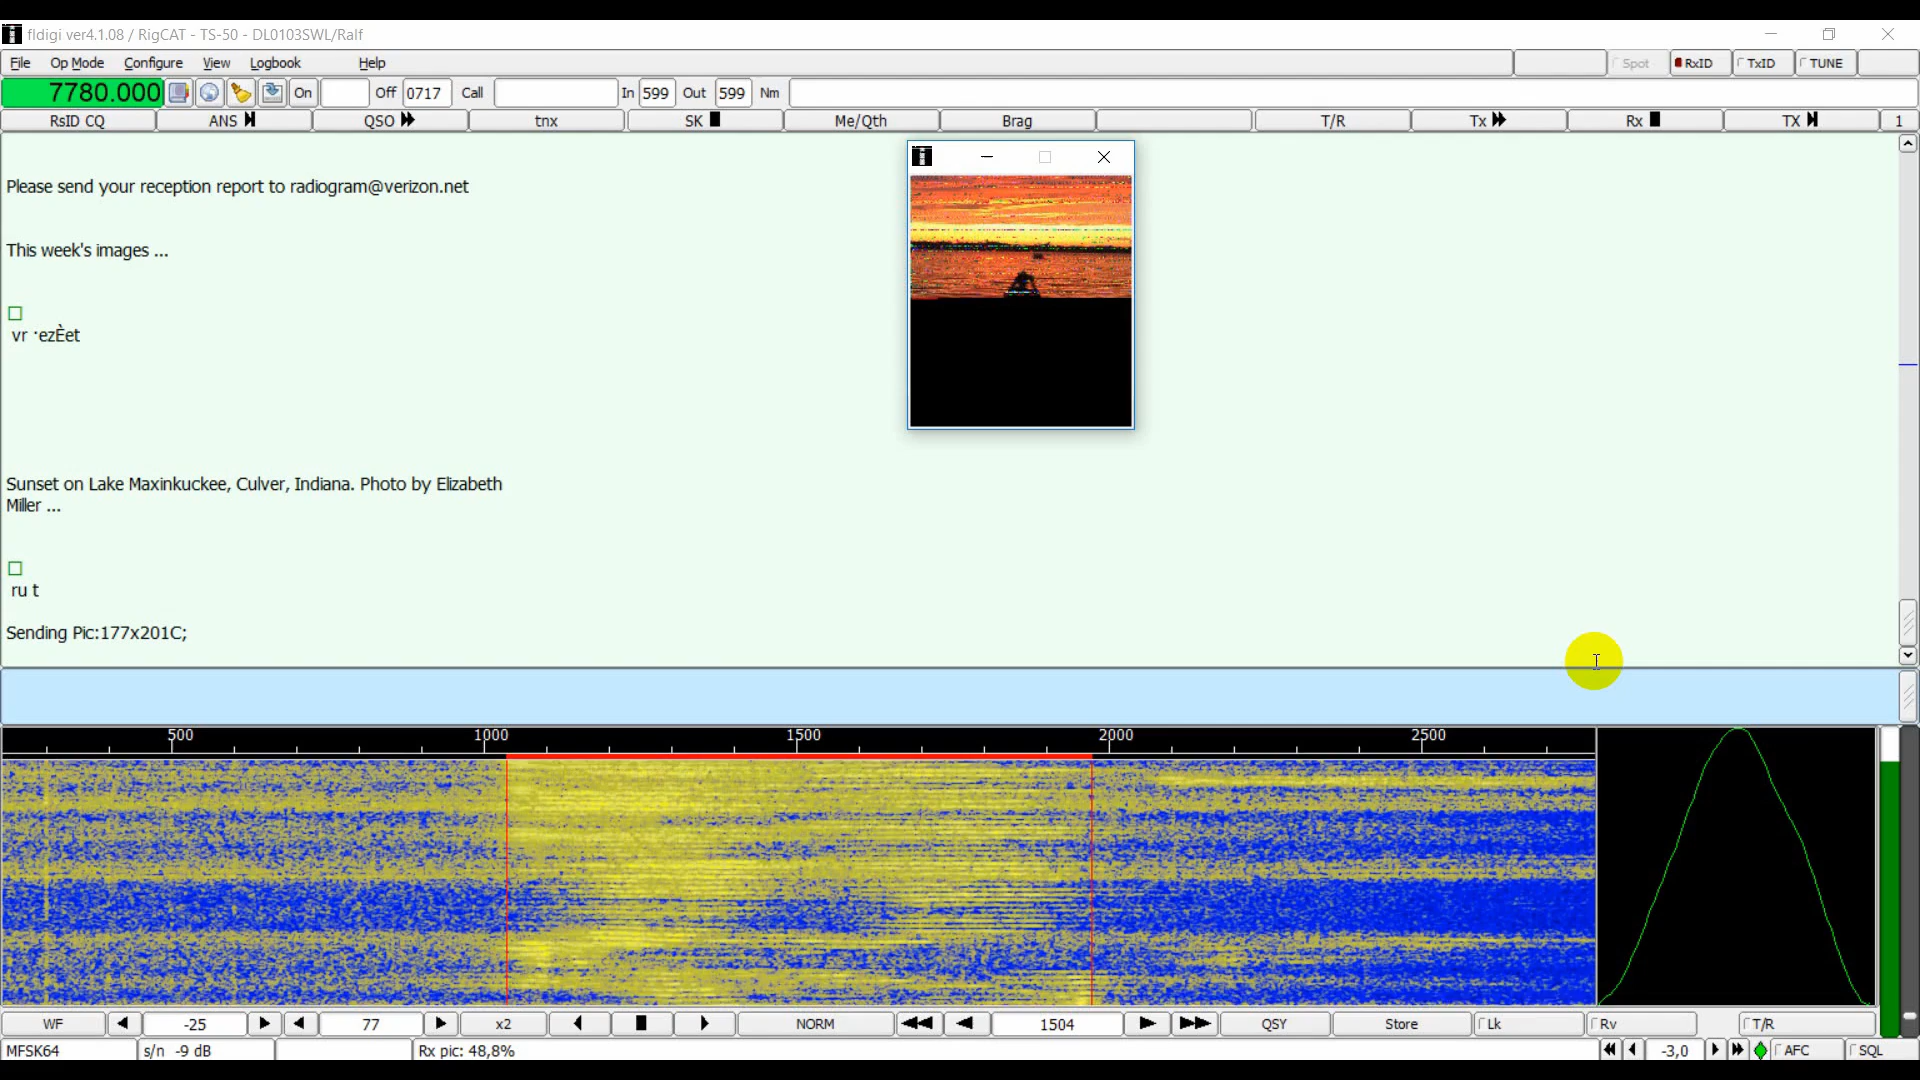 fldigi ver4.1.08 / RigCAT - TS-50 - DL0103SWL/Ralf
File Op Mode Configure View Logbook Help
Spot RxID TxID TUNE
7780.000 On Off 0717 Call In 599 Out 599 Nm
RsID CQ ANS QSO tnx SK Me/Qth Brag T/R Tx Rx TX 1
Please send your reception report to radiogram@verizon.net
This week's images ...
vr ·ezÈet
Sunset on Lake Maxinkuckee, Culver, Indiana. Photo by Elizabeth
Miller ...
ru t
Sending Pic:177x201C;
500 1000 1500 2000 2500
WF -25 77 x2 NORM 1504 QSY Store Lk Rv T/R
MFSK64 s/n -9 dB Rx pic: 48,8% -3,0 AFC SQL